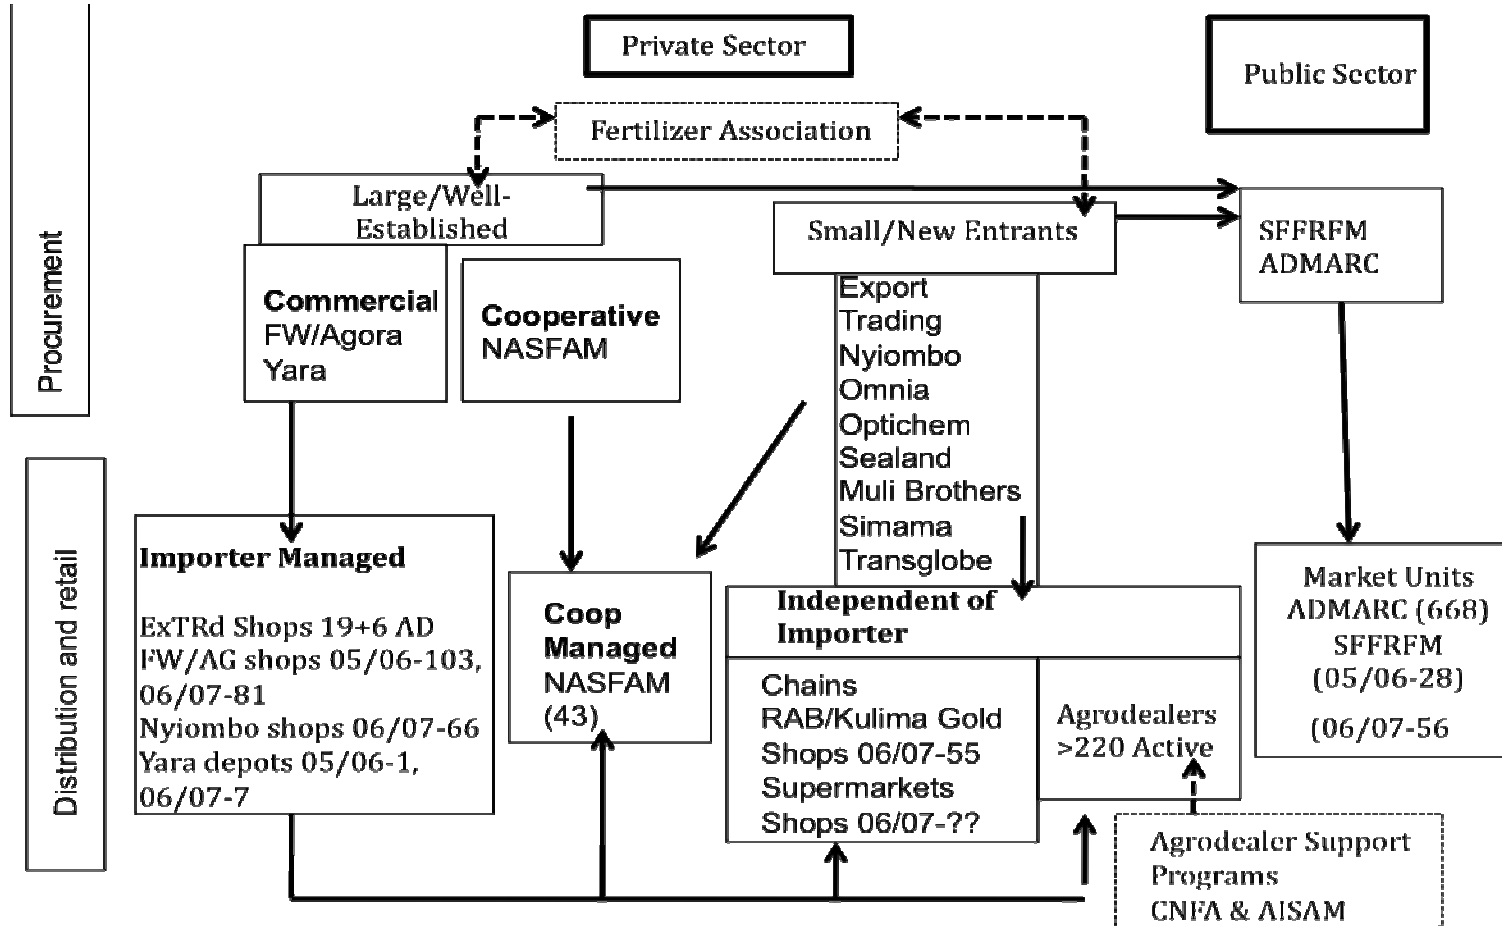 Private Sector
Public Sector
Fertilizer Association
Large/Well-
Established
Small/New Entrants
SFFRFM
ADMARC
Procurement
Commercial
FW/Agora
Yara
Cooperative
NASFAM
Export
Trading
Nyiombo
Omnia
Optichem
Sealand
Muli Brothers
Simama
Transglobe
Distribution and retail
Importer Managed
ExTRd Shops 19+6 AD
FW/AG shops 05/06-103,
06/07-81
Nyiombo shops 06/07-66
Yara depots 05/06-1,
06/07-7
Coop
Managed
NASFAM
(43)
Independent of
Importer
Chains
RAB/Kulima Gold
Shops 06/07-55
Supermarkets
Shops 06/07-??
Agrodealers
>220 Active
Market Units
ADMARC (668)
SFFRFM
(05/06-28)
(06/07-56
Agrodealer Support
Programs
CNFA & AISAM